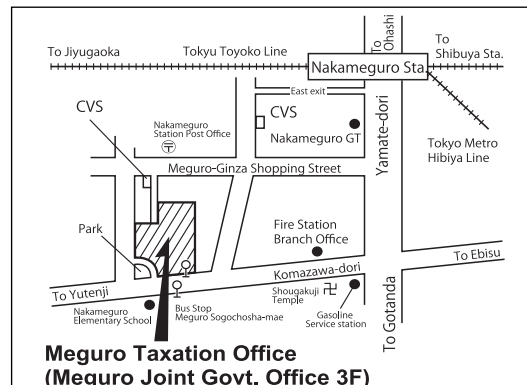 To Ohashi
To Jiyugaoka
Tokyu Toyoko Line
Nakameguro Sta.
To
Shibuya Sta.
East exit
CVS
CVS
Nakameguro
Station Post Office
〒
Nakameguro GT
Yamate-dori
Tokyo Metro
Hibiya Line
Meguro-Ginza Shopping Street
Park
Fire Station
Branch Office
Komazawa-dori
To Ebisu
To Yutenji
Nakameguro
Elementary School
Bus Stop
Meguro Sogochosha-mae
Shougakuji
Temple
卍
Gasoline
Service station
To Gotanda
Meguro Taxation Office
(Meguro Joint Govt. Office 3F)